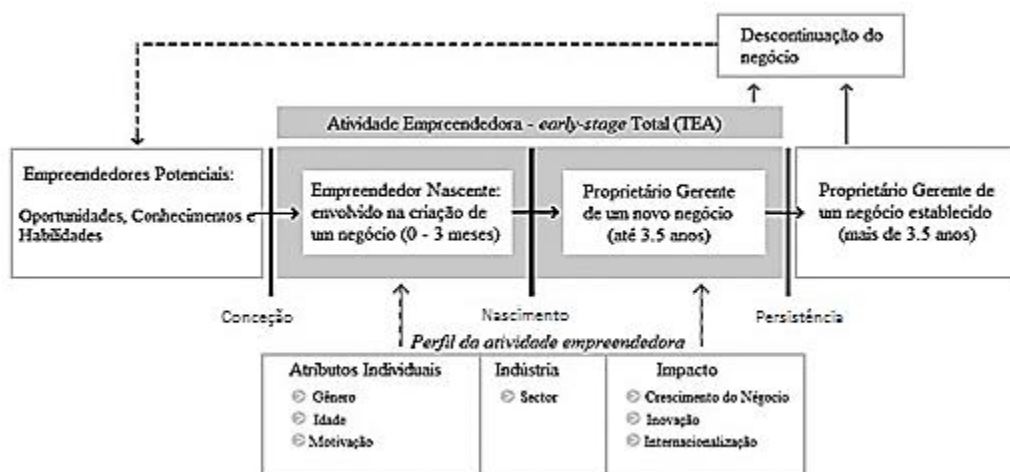 Descontinuação do
negócio
Atividade Empreendedora - early-stage Total (TEA)
Empreendedores Potenciais:
Oportunidades, Conhecimentos e
Habilidades
Empreendedor Nascente:
envolvido na criação de
um negócio (0 - 3 meses)
Proprietário Gerente
de um novo negócio
(até 3.5 anos)
Proprietário Gerente de
um negócio establecido
(mais de 3.5 anos)
Conceção
Nascimento
Persistência
Perfil da atividade empreendedora
Atributos Individuais
Gênero
Idade
Motivação
Indústria
Sector
Impacto
Crescimento do Négocio
Inovação
Internacionalização